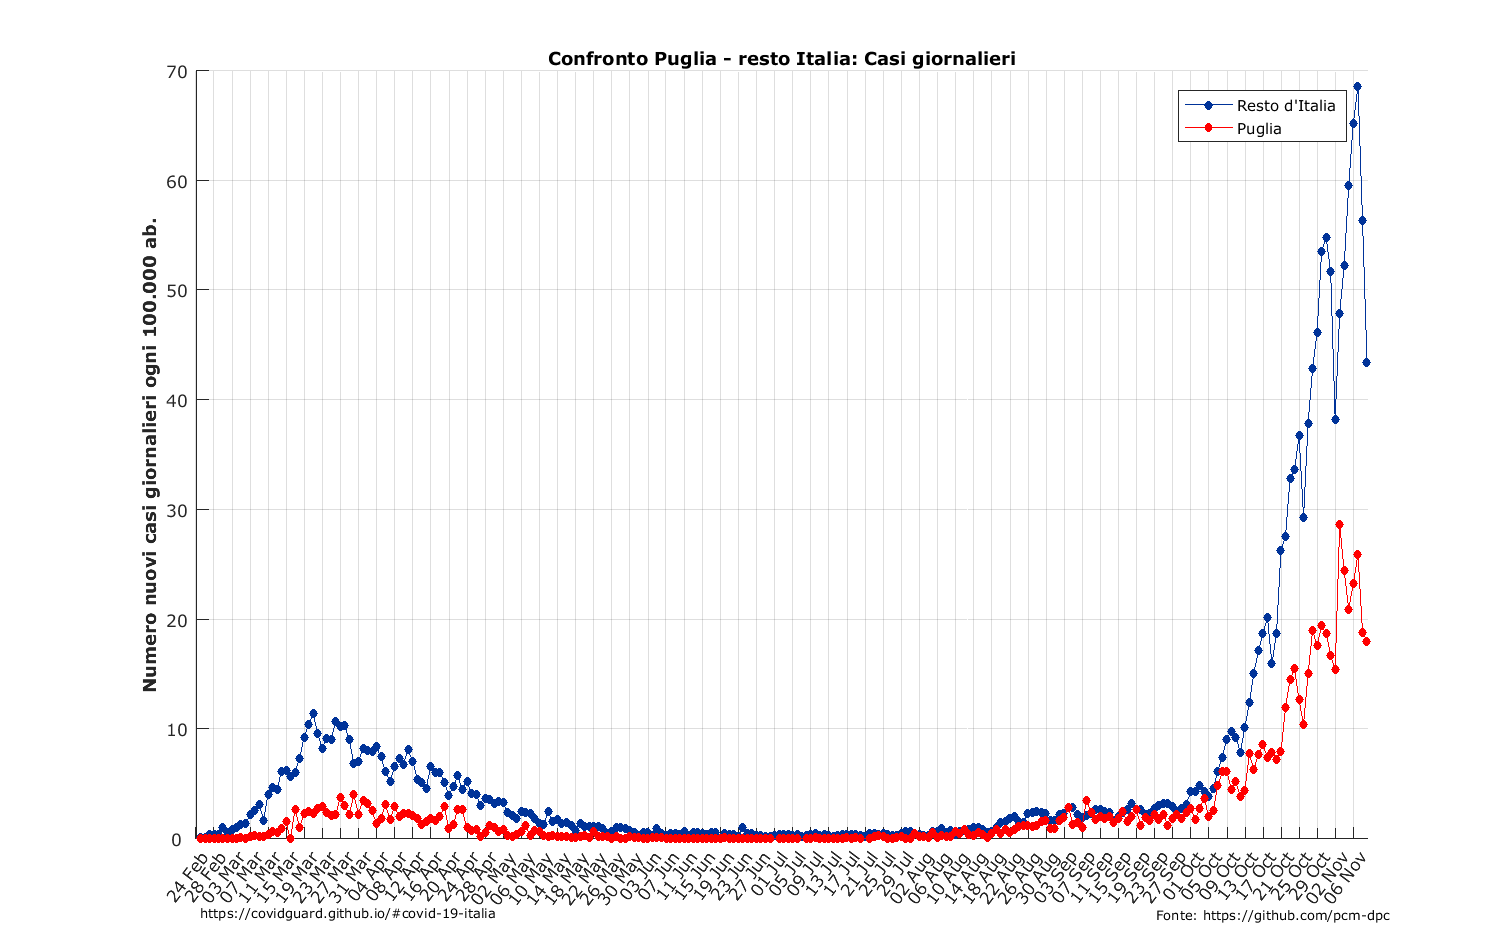 Confronto Puglia - resto Italia: Casi giornalieri
Resto d'Italia
Puglia
Numero nuovi casi giornalieri ogni 100.000 ab.
70
60
50
40
30
20
10
0
24 Feb
28 Feb
03 Mar
07 Mar
11 Mar
15 Mar
19 Mar
23 Mar
27 Mar
31 Mar
04 Apr
08 Apr
12 Apr
16 Apr
20 Apr
24 Apr
28 Apr
02 May
06 May
10 May
14 May
18 May
22 May
26 May
30 May
03 Jun
07 Jun
11 Jun
15 Jun
19 Jun
23 Jun
27 Jun
01 Jul
05 Jul
09 Jul
13 Jul
17 Jul
21 Jul
25 Jul
29 Jul
02 Aug
06 Aug
10 Aug
14 Aug
18 Aug
22 Aug
26 Aug
30 Aug
03 Sep
07 Sep
11 Sep
15 Sep
19 Sep
23 Sep
27 Sep
01 Oct
05 Oct
09 Oct
13 Oct
17 Oct
21 Oct
25 Oct
29 Oct
02 Nov
06 Nov
https://covidguard.github.io/#covid-19-italia
Fonte: https://github.com/pcm-dpc